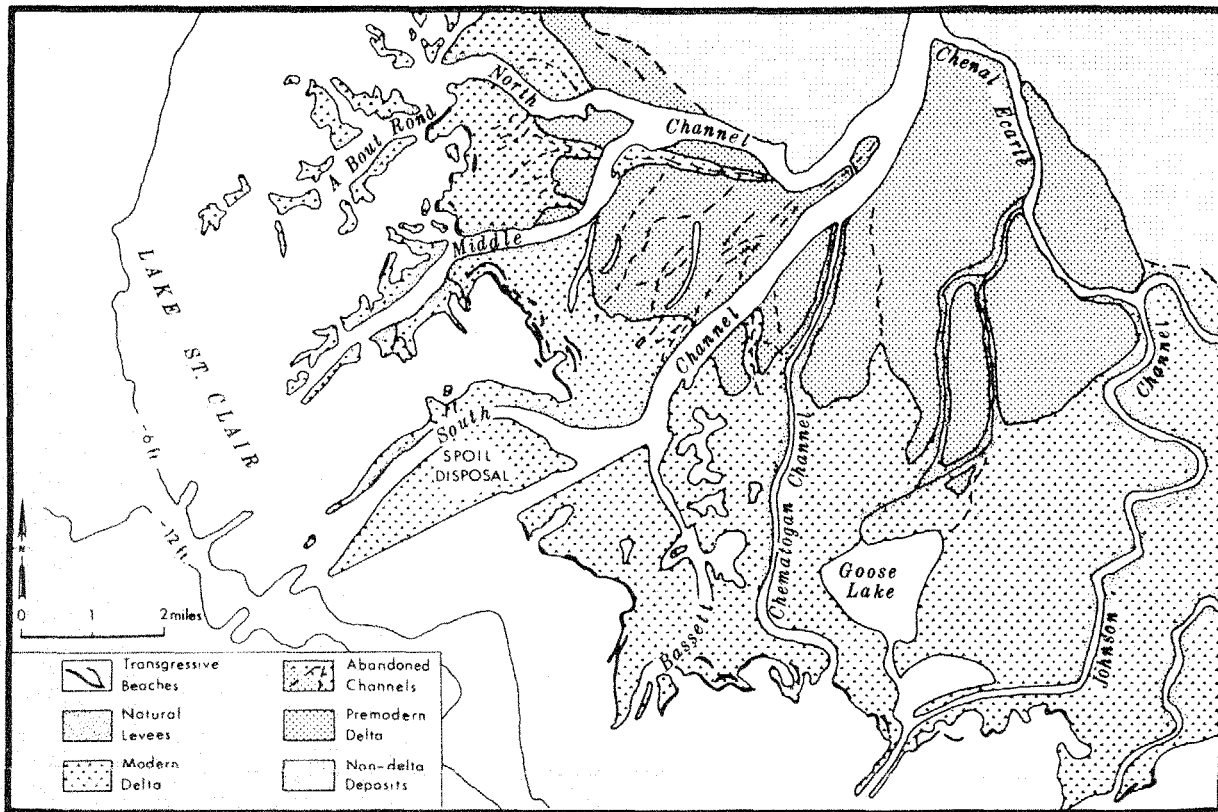 North
Channel
Chenal
Ecarte
A Bout Rond
Middle
Channel
LAKE ST. CLAIR
South
SPOIL
DISPOSAL
-6 ft.
-12 ft.
Chematogan Channel
Channel
Johnson
Goose
Lake
Bassett
N
0 1 2 miles
Transgressive
Beaches
Abandoned
Channels
Natural
Levees
Premodern
Delta
Modern
Delta
Non-delta
Deposits